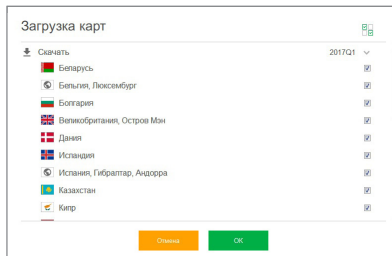 Загрузка карт
Скачать 2017Q1
Беларусь
Бельгия, Люксембург
Болгария
Великобритания, Остров Мэн
Дания
Исландия
Испания, Гибралтар, Андорра
Казахстан
Кипр
Отмена OK